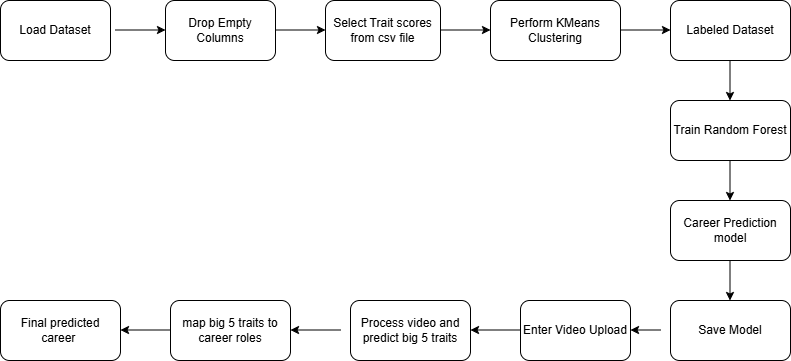 Load Dataset
Drop Empty
Columns
Select Trait scores
from csv file
Perform KMeans
Clustering
Labeled Dataset
Train Random Forest
Career Prediction
model
Save Model
Enter Video Upload
Process video and
predict big 5 traits
map big 5 traits to
career roles
Final predicted
career